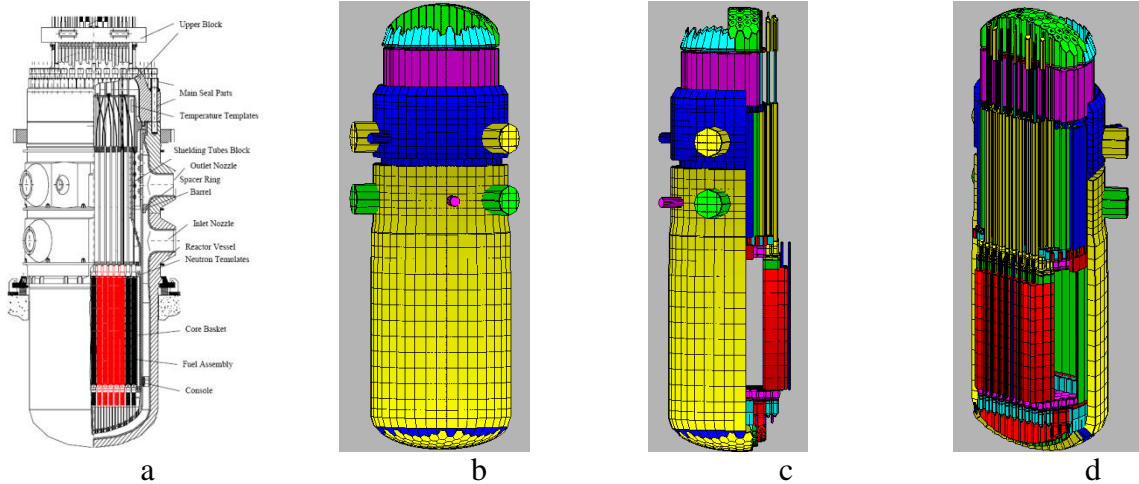 Upper Block
Main Seal Parts
Temperature Templates
Shielding Tubes Block
Outlet Nozzle
Spacer Ring
Barrel
Inlet Nozzle
Reactor Vessel
Neutron Templates
Core Basket
Fuel Assembly
Console
a
b
c
d